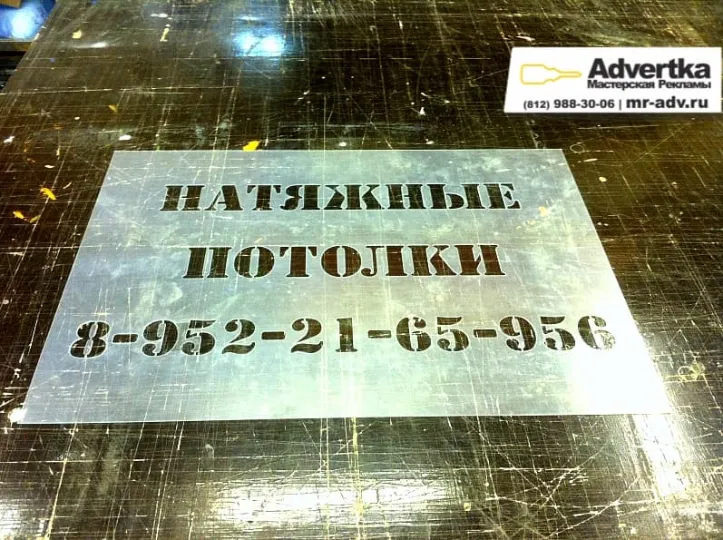 Advertka
Мастерская Рекламы
(812) 988-30-06 | mr-adv.ru
НАТЯЖНЫЕ
ПОТОЛКИ
8-952-21-65-956